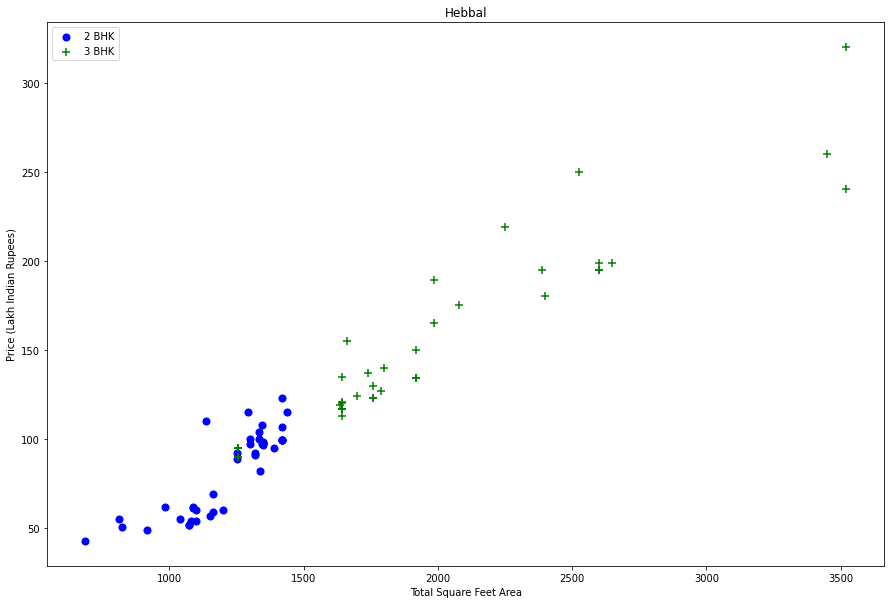 Hebbal
2 BHK
3 BHK
Price (Lakh Indian Rupees)
300
250
200
150
100
50
1000 1500 2000 2500 3000 3500
Total Square Feet Area